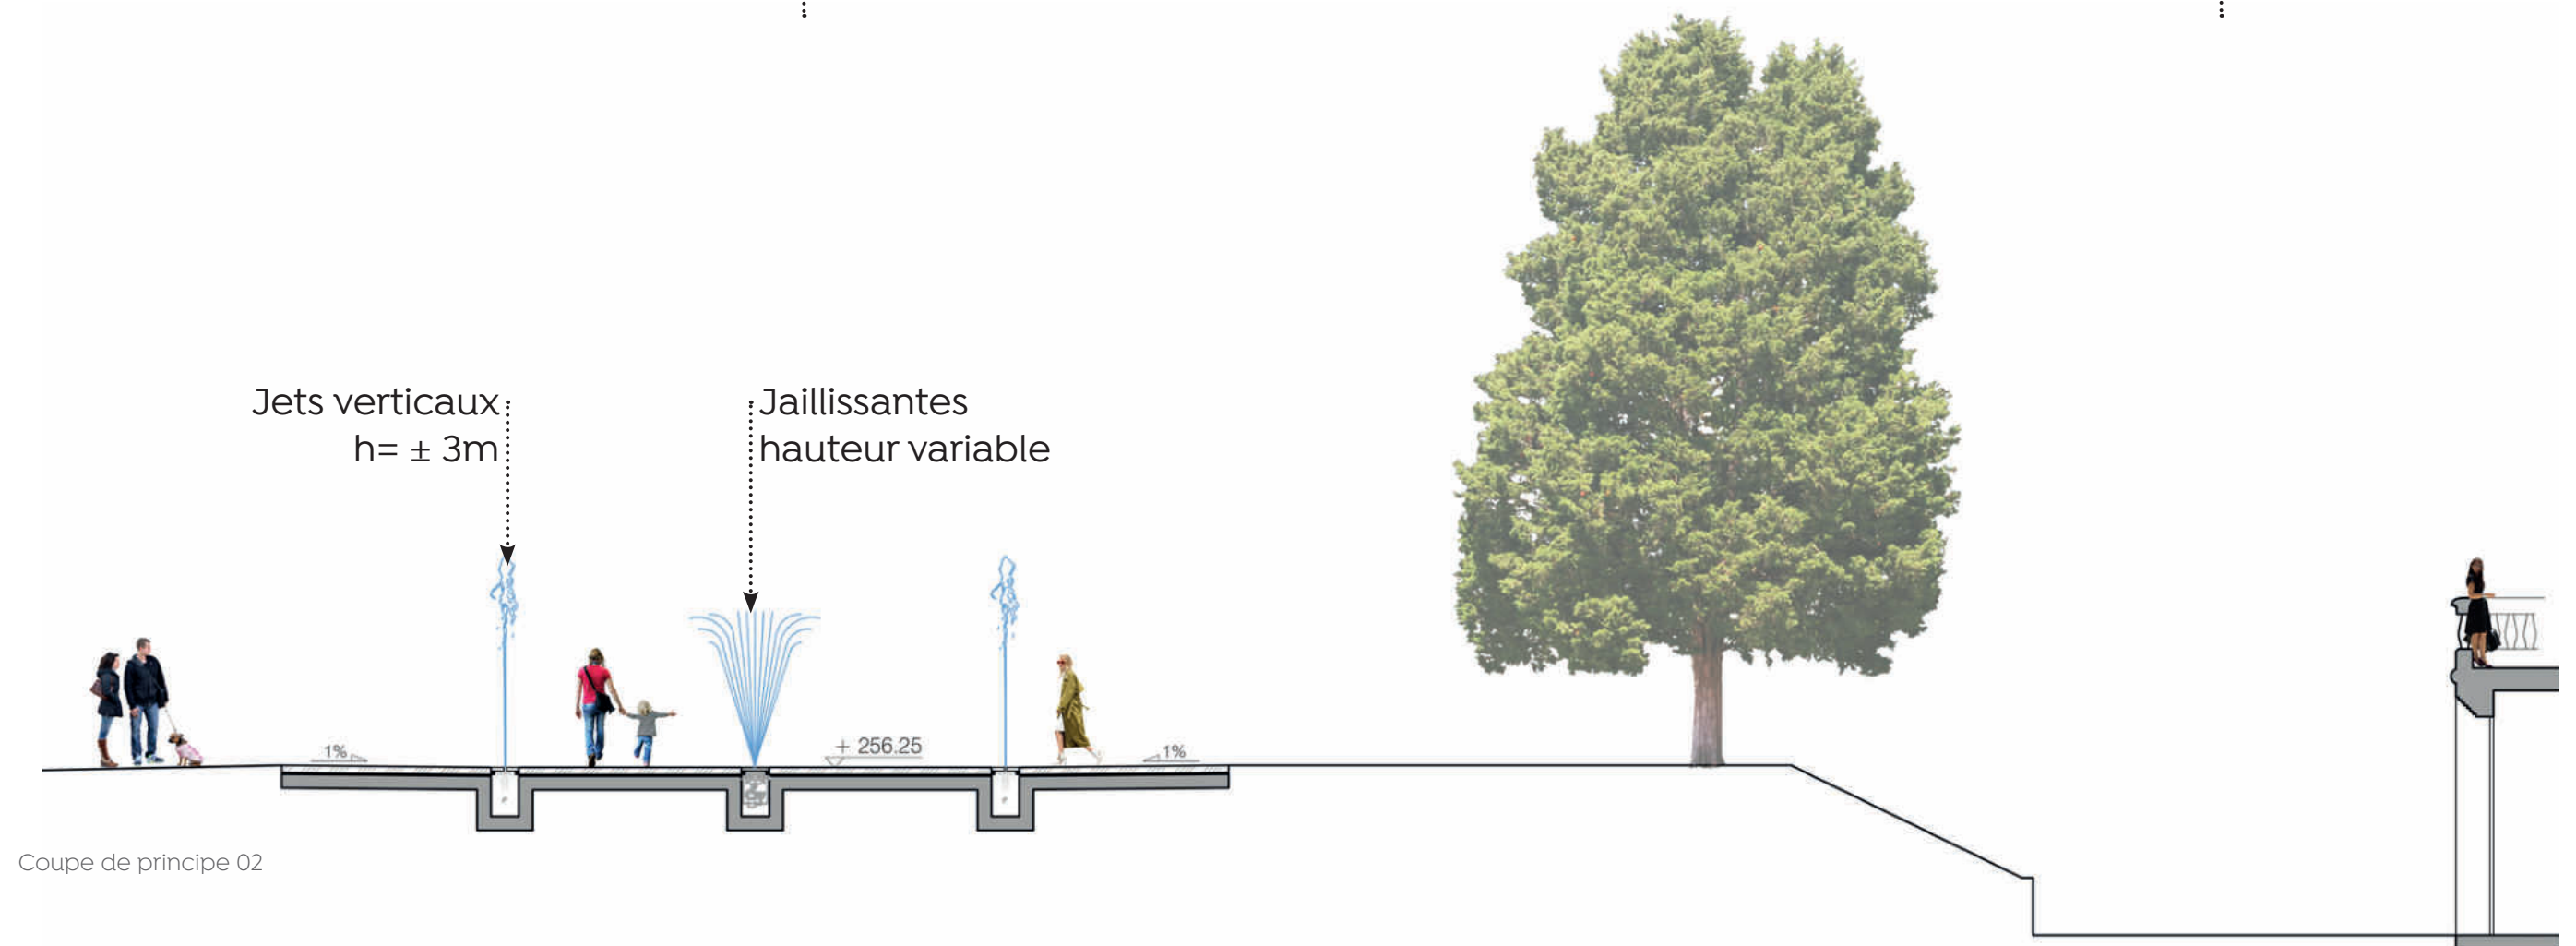 Jets verticaux
h= ± 3m
Jaillissantes
hauteur variable
1%
+ 256.25
1%
Coupe de principe 02